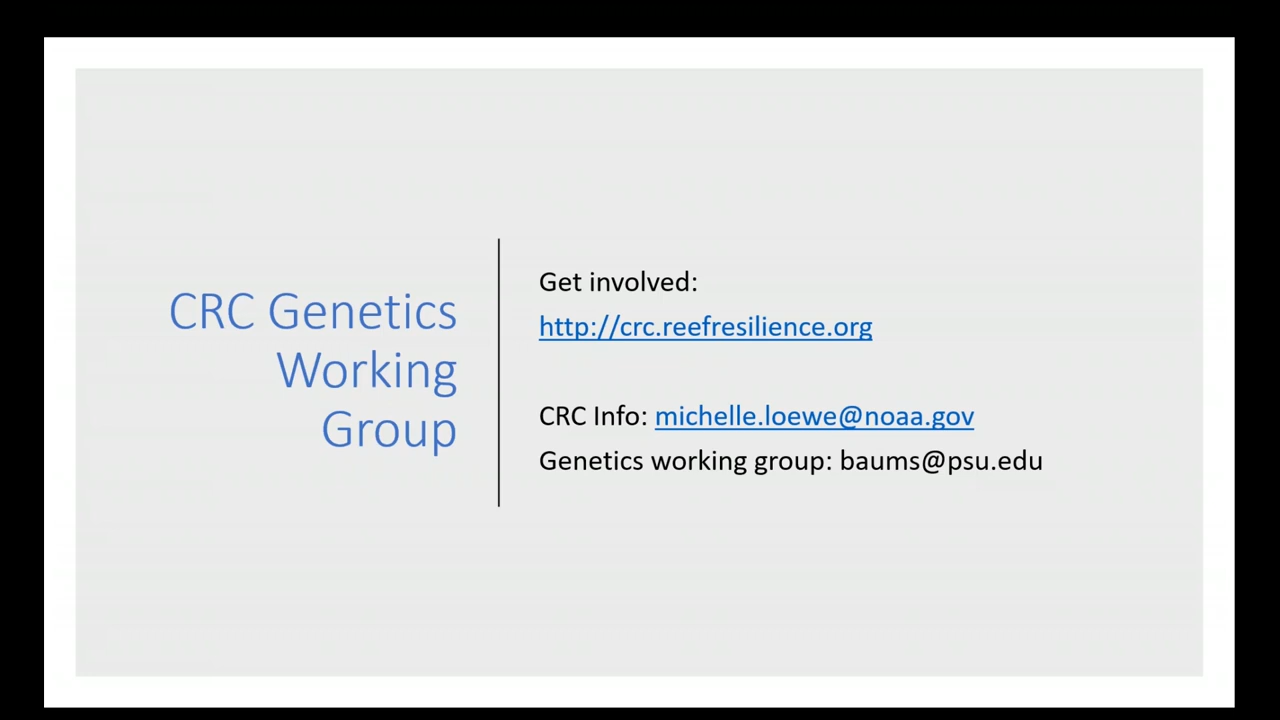 CRC Genetics
Working
Group
Get involved:
http://crc.reefresilience.org
CRC Info: michelle.loewe@noaa.gov
Genetics working group: baums@psu.edu